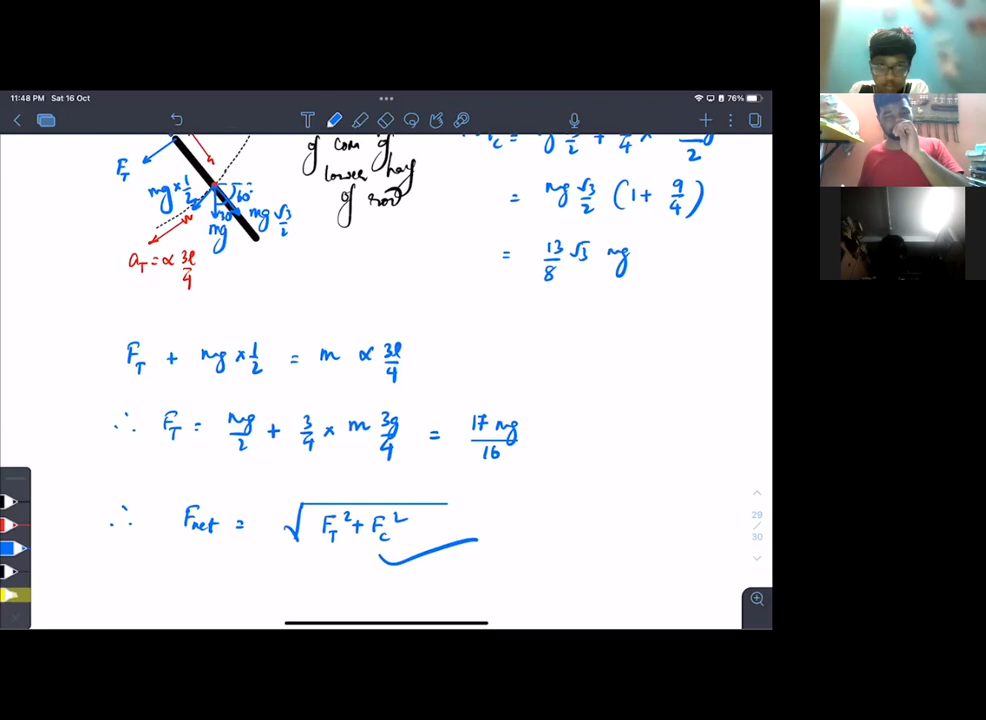 11:48 PM Sat 16 Oct
76%
T
F_T
mg × 1/2
60°
mg
mg √3/2
a_T = α 3l/4
of com of
lower half
of rod
= mg √3/2 (1 + 9/4)
= 13/8 √3 mg
F_T + mg × 1/2 = m α 3l/4
∴ F_T = mg/2 + 3/4 × m 3g/4 = 17 mg/16
∴ F_net = √(F_T² + F_c²)
29
/
30